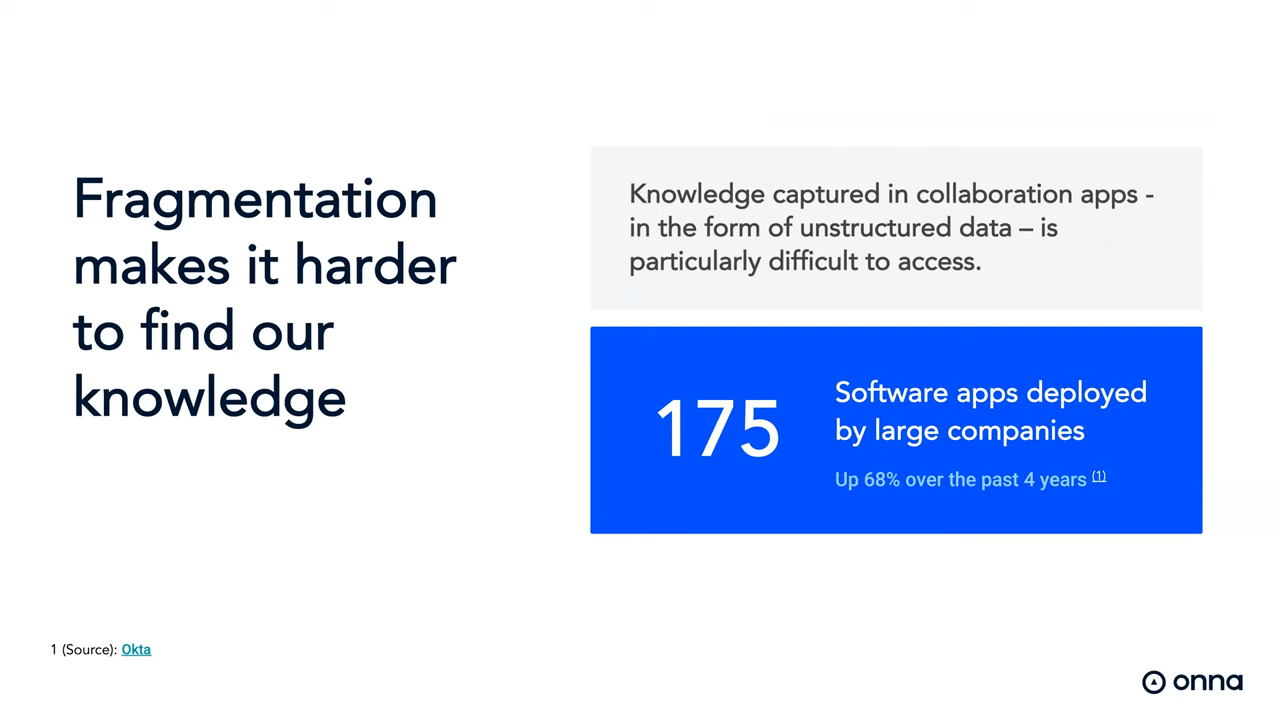 Fragmentation
makes it harder
to find our
knowledge
Knowledge captured in collaboration apps -
in the form of unstructured data – is
particularly difficult to access.
175
Software apps deployed
by large companies
Up 68% over the past 4 years (1)
1 (Source): Okta
onna